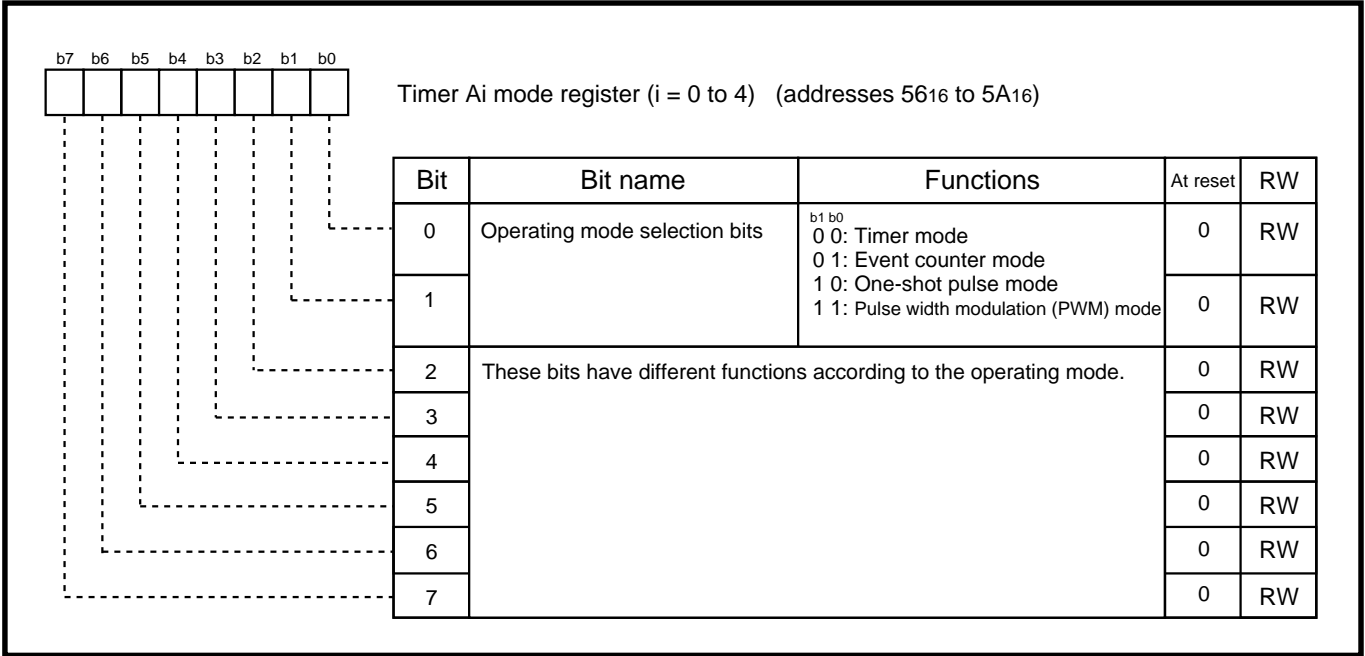 b7 b6 b5 b4 b3 b2 b1 b0
Timer Ai mode register (i = 0 to 4) (addresses 5616 to 5A16)
Bit Bit name Functions At reset RW
0 Operating mode selection bits b1 b0 0 RW
0 0: Timer mode
0 1: Event counter mode
1 0: One-shot pulse mode
1 1 1: Pulse width modulation (PWM) mode 0 RW
2 These bits have different functions according to the operating mode. 0 RW
3 0 RW
4 0 RW
5 0 RW
6 0 RW
7 0 RW